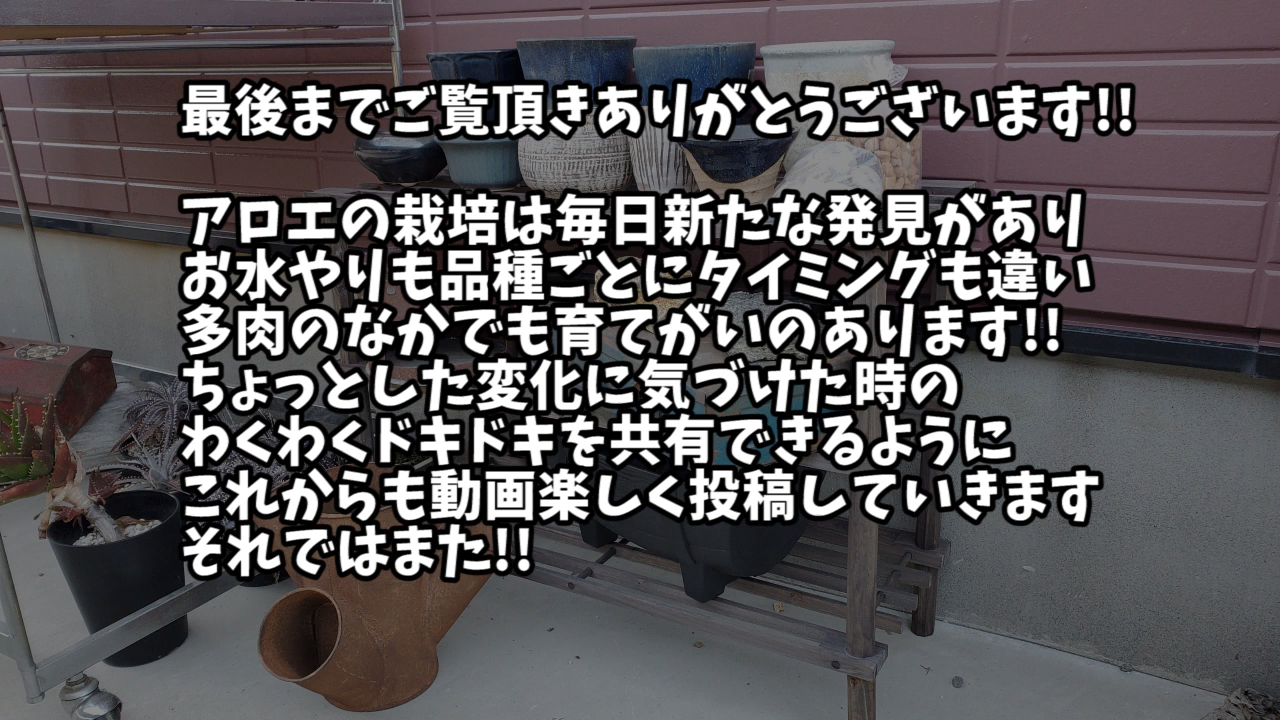 最後までご覧頂きありがとうございます!!
アロエの栽培は毎日新たな発見があり
お水やりも品種ごとにタイミングも違い
多肉のなかでも育てがいのあります!!
ちょっとした変化に気づけた時の
わくわくドキドキを共有できるように
これからも動画楽しく投稿していきます
それではまた!!